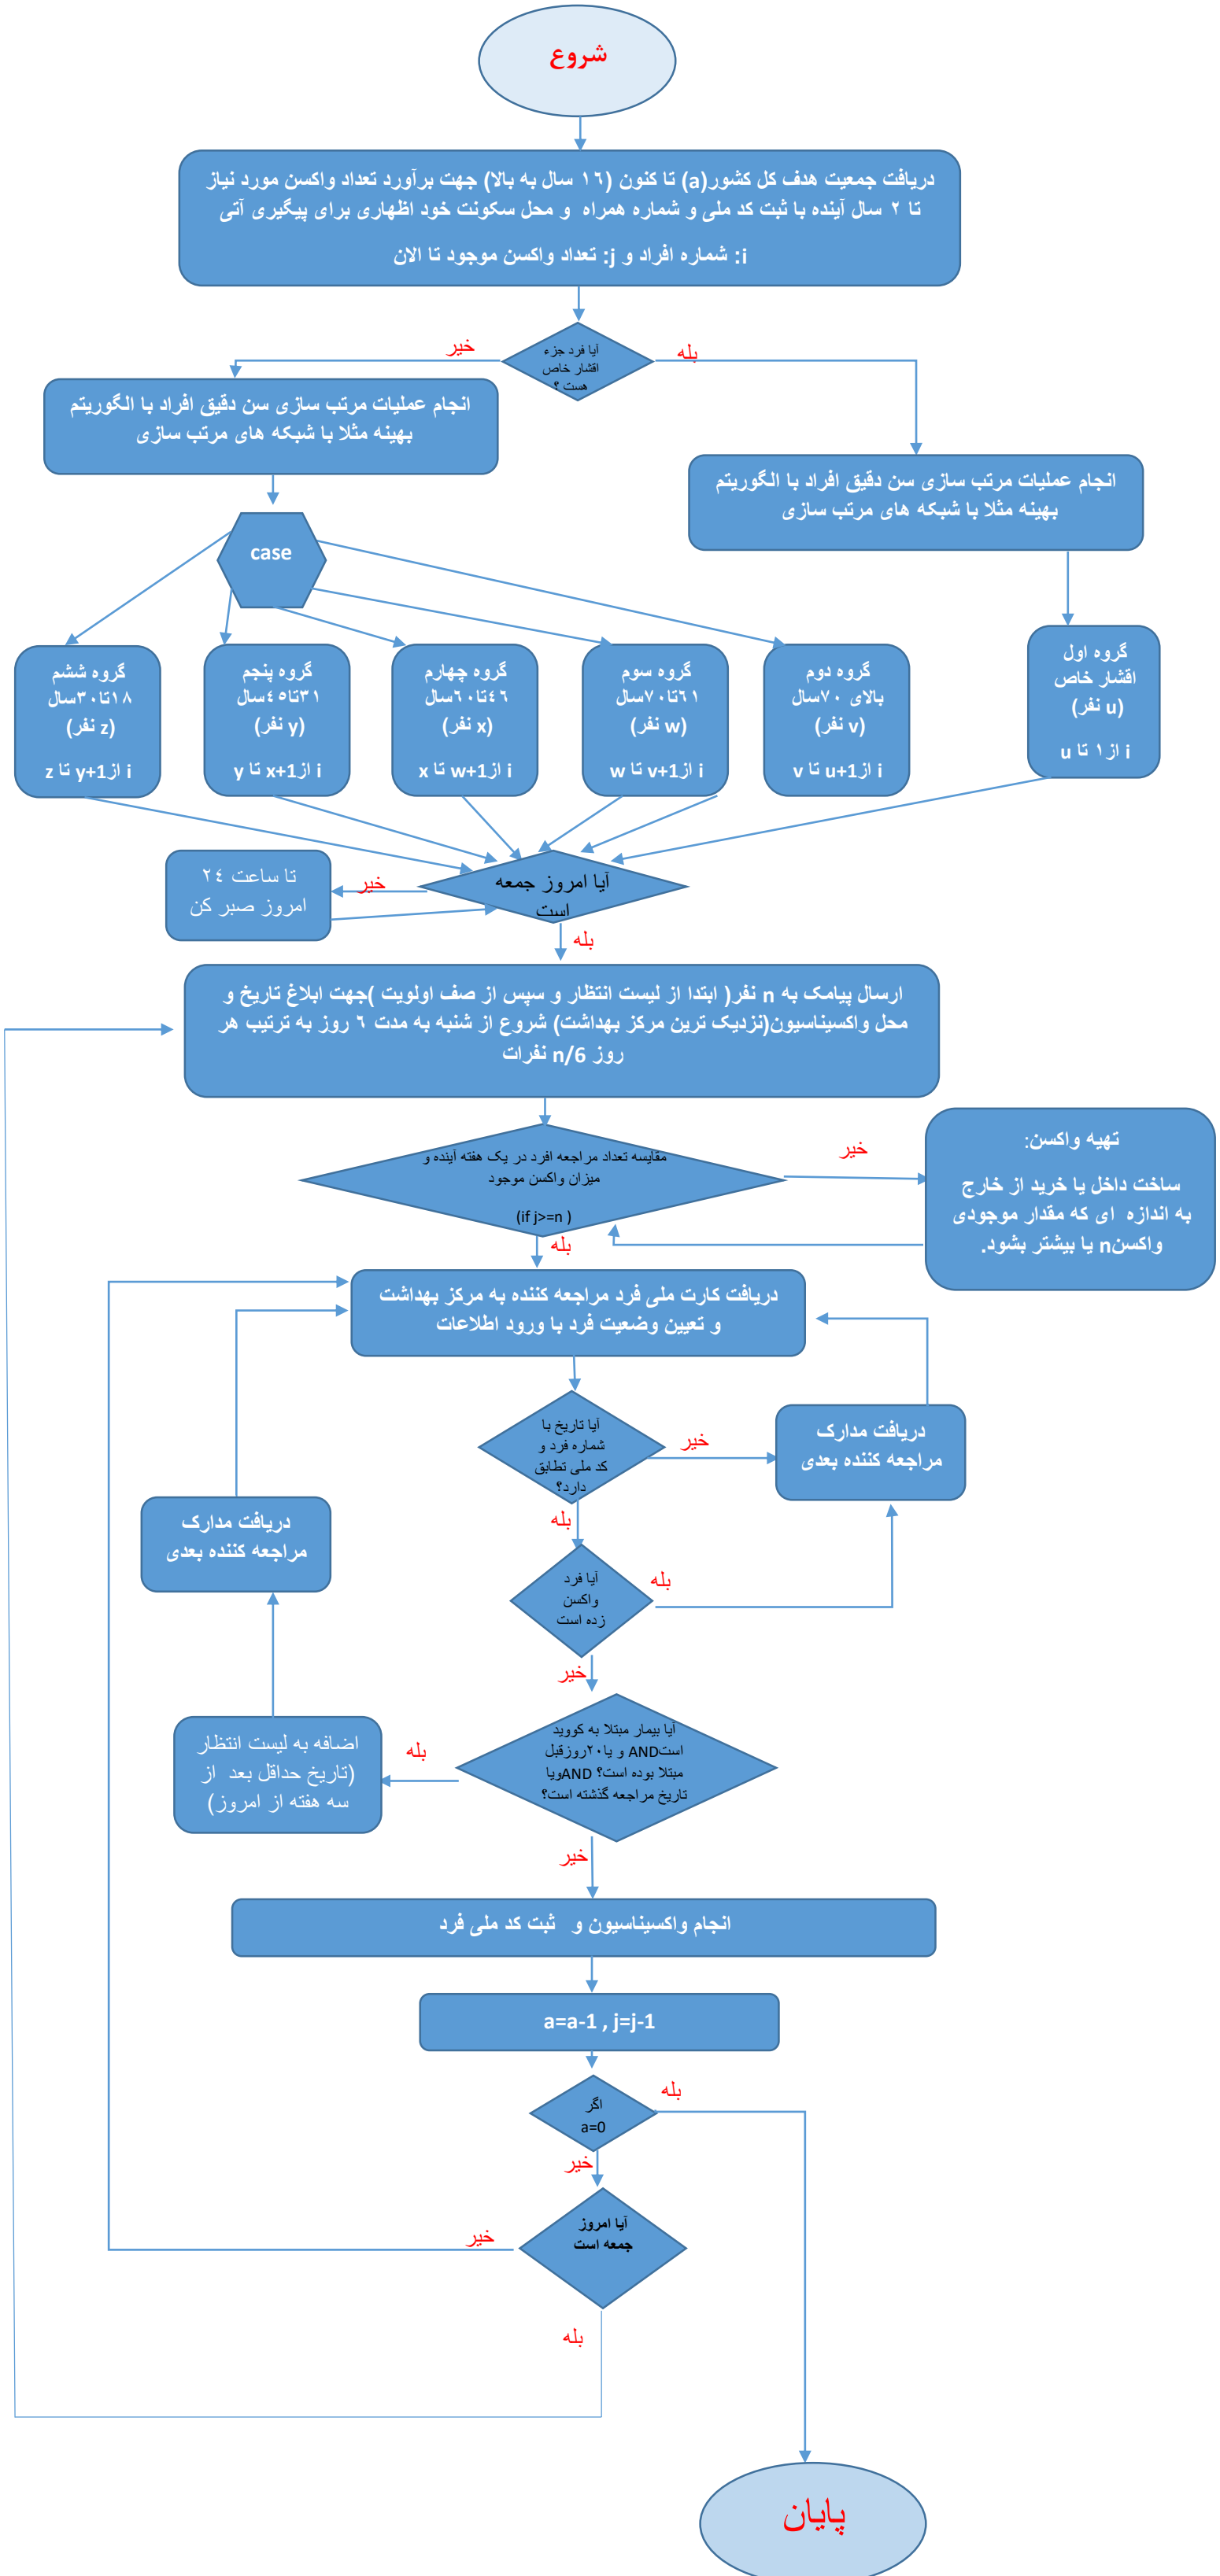 شروع
دریافت جمعیت هدف کل کشور(a) تا کنون (۱۶ سال به بالا) جهت برآورد تعداد واکسن مورد نیاز
تا ۲ سال آینده با ثبت کد ملی و شماره همراه و محل سکونت خود اظهاری برای پیگیری آتی
i: شماره افراد و j: تعداد واکسن موجود تا الان
آیا فرد جزء
اقشار خاص
هست ؟
خیر
بله
انجام عملیات مرتب سازی سن دقیق افراد با الگوریتم
بهینه مثلا با شبکه های مرتب سازی
انجام عملیات مرتب سازی سن دقیق افراد با الگوریتم
بهینه مثلا با شبکه های مرتب سازی
case
گروه اول
اقشار خاص
(u نفر)
i از۱ تا u
گروه دوم
بالای ۷۰سال
(v نفر)
i ازu+1 تا v
گروه سوم
۶۱تا۷۰سال
(w نفر)
i ازv+1 تا w
گروه چهارم
۴۶تا۶۰سال
(x نفر)
i ازw+1 تا x
گروه پنجم
۳۱تا۴۵سال
(y نفر)
i ازx+1 تا y
گروه ششم
۱۸تا۳۰سال
(z نفر)
i ازy+1 تا z
آیا امروز جمعه
است
خیر
تا ساعت ۲۴
امروز صبر کن
بله
ارسال پیامک به n نفر( ابتدا از لیست انتظار و سپس از صف اولویت )جهت ابلاغ تاریخ و
محل واکسیناسیون(نزدیک ترین مرکز بهداشت) شروع از شنبه به مدت ۶ روز به ترتیب هر
روز n/6 نفرات
مقایسه تعداد مراجعه افرد در یک هفته آینده و
میزان واکسن موجود
(if j>=n )
خیر
تهیه واکسن:
ساخت داخل یا خرید از خارج
به اندازه ای که مقدار موجودی
واکسنn یا بیشتر بشود.
بله
دریافت کارت ملی فرد مراجعه کننده به مرکز بهداشت
و تعیین وضعیت فرد با ورود اطلاعات
آیا تاریخ با
شماره فرد و
کد ملی تطابق
دارد؟
خیر
دریافت مدارک
مراجعه کننده بعدی
بله
آیا فرد
واکسن
زده است
بله
دریافت مدارک
مراجعه کننده بعدی
خیر
آیا بیمار مبتلا به کووید
استAND و یا۲۰روزقبل
مبتلا بوده است؟ ANDویا
تاریخ مراجعه گذشته است؟
بله
اضافه به لیست انتظار
(تاریخ حداقل بعد از
سه هفته از امروز)
خیر
انجام واکسیناسیون و ثبت کد ملی فرد
a=a-1 , j=j-1
اگر
a=0
بله
خیر
آیا امروز
جمعه است
خیر
بله
پایان